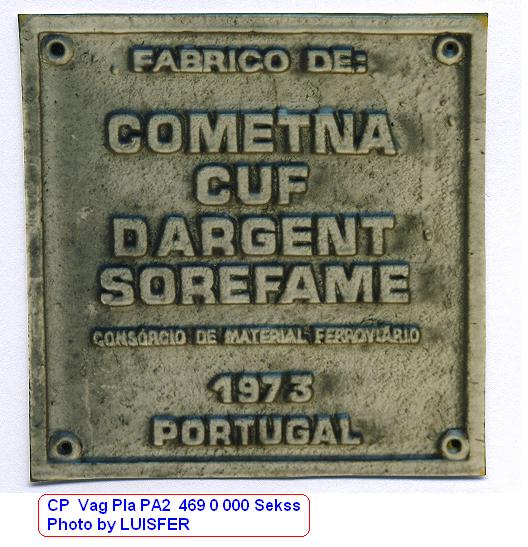 FABRICO DE:
COMETNA
CUF
DARGENT
SOREFAME
CONSÓRCIO DE MATERIAL FERROVIÁRIO
1973
PORTUGAL
CP Vag Pla PA2 469 0 000 Sekss
Photo by LUISFER